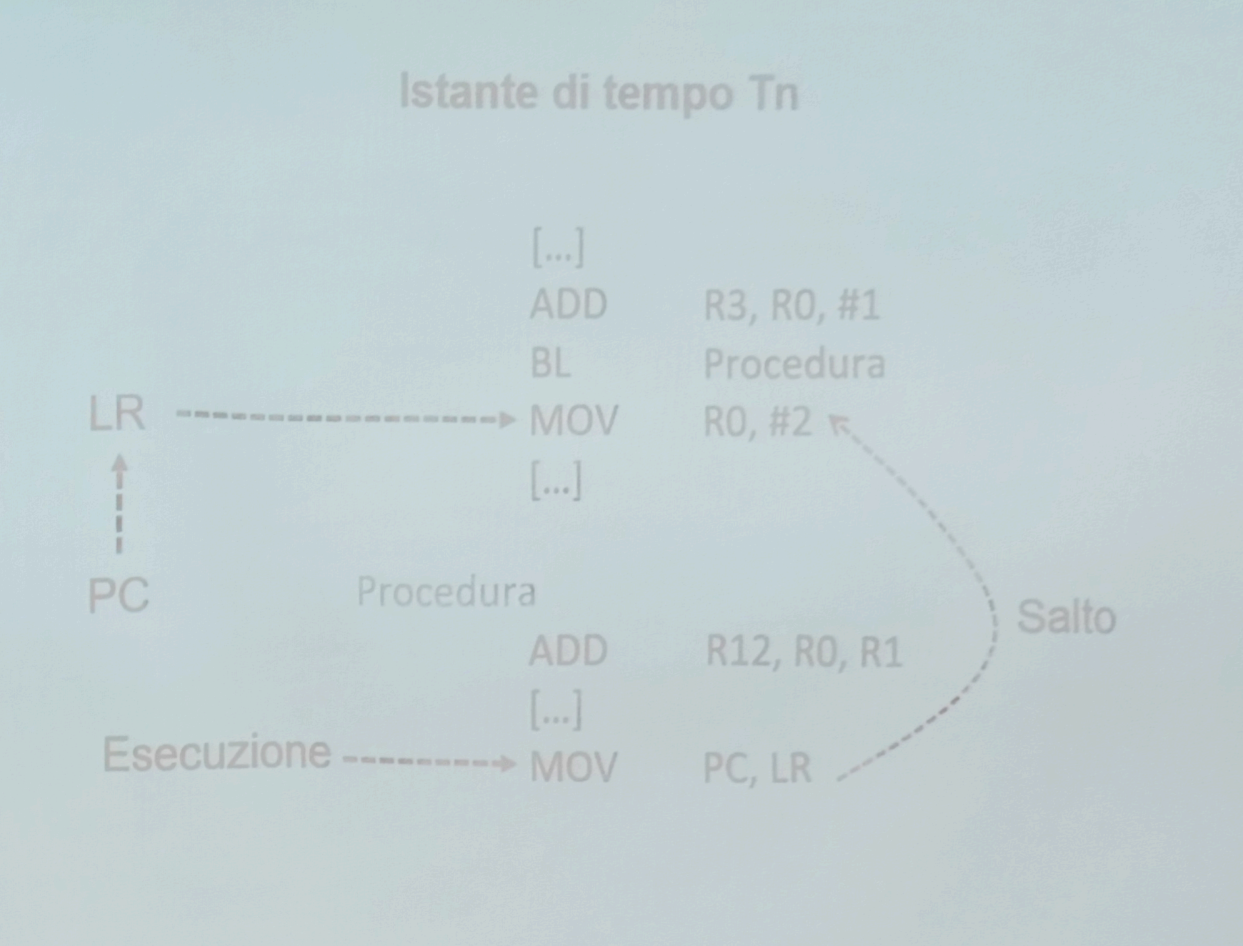 Istante di tempo Tn
[...]
ADD R3, R0, #1
BL Procedura
LR MOV R0, #2
[...]
PC Procedura
Salto
ADD R12, R0, R1
[...]
Esecuzione MOV PC, LR